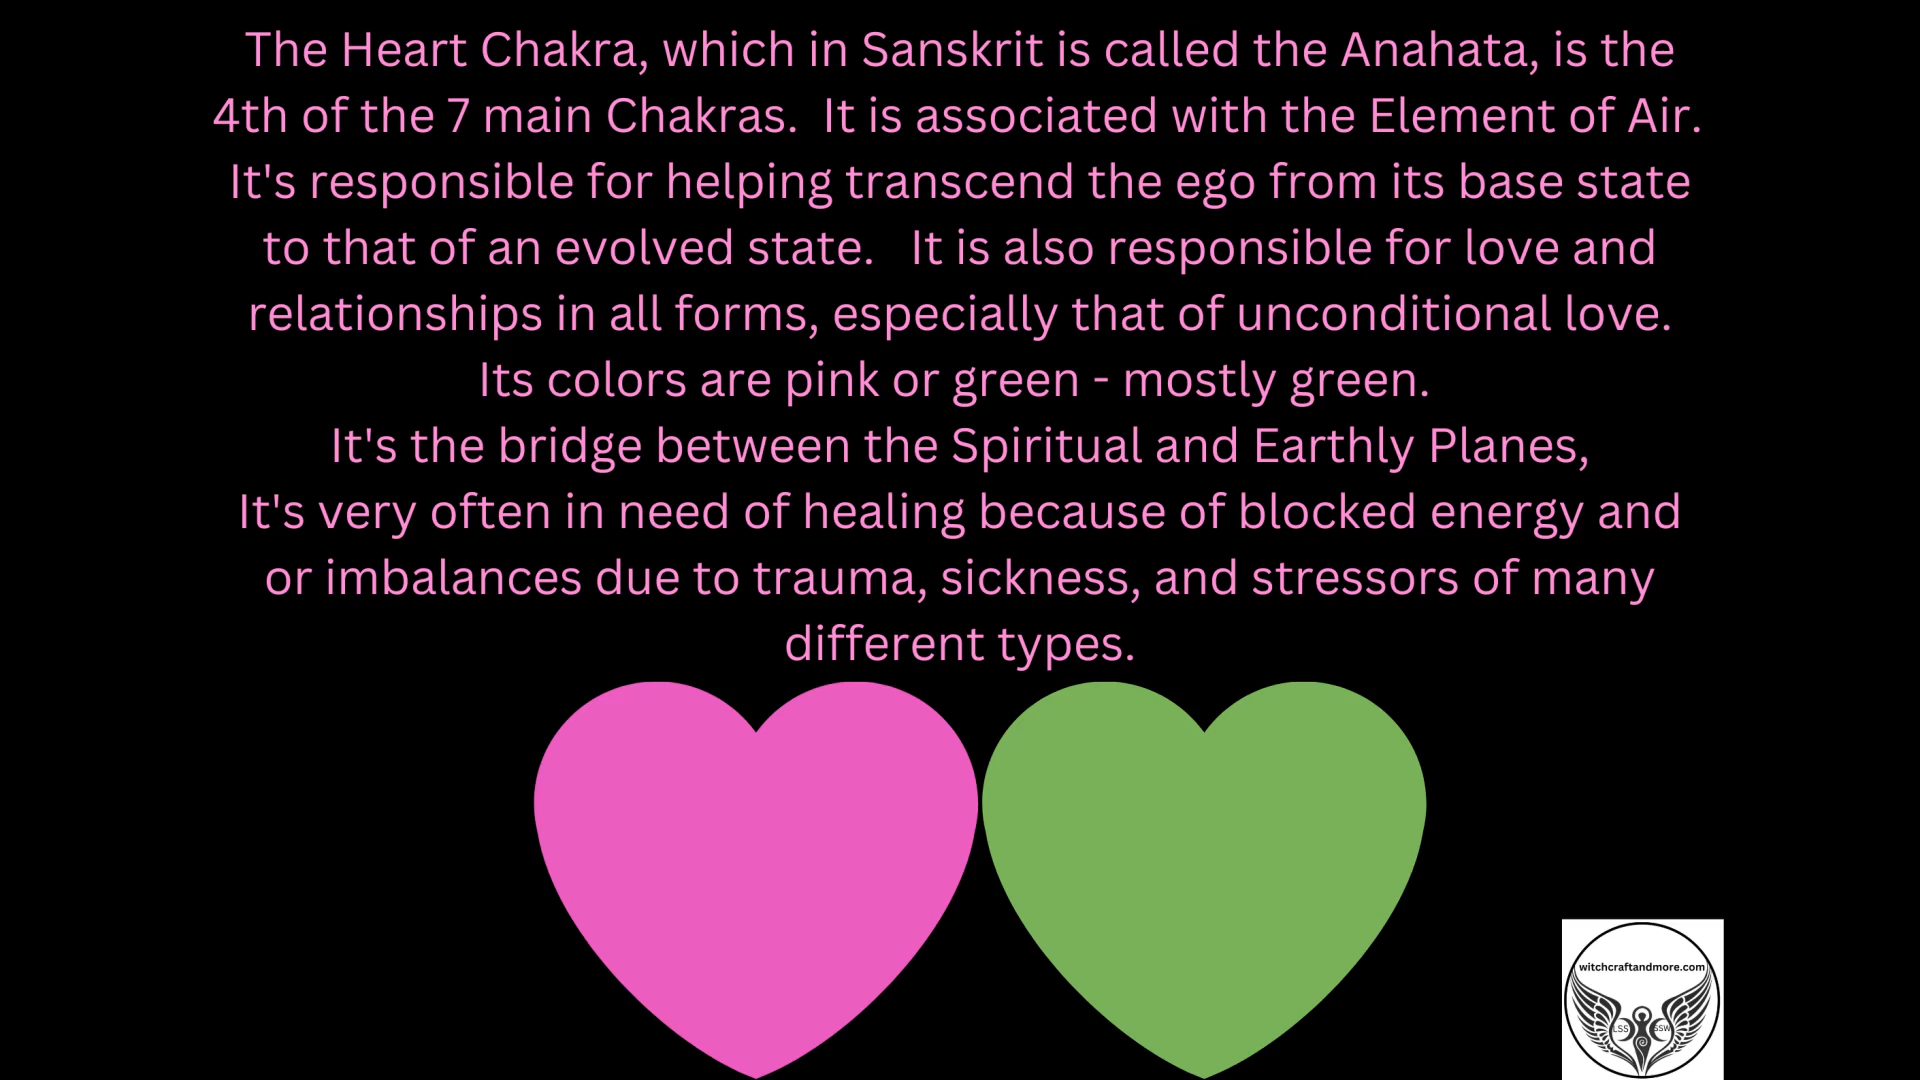 The Heart Chakra, which in Sanskrit is called the Anahata, is the
4th of the 7 main Chakras.  It is associated with the Element of Air.
It's responsible for helping transcend the ego from its base state
to that of an evolved state.   It is also responsible for love and
relationships in all forms, especially that of unconditional love.
Its colors are pink or green - mostly green.
It's the bridge between the Spiritual and Earthly Planes,
It's very often in need of healing because of blocked energy and
or imbalances due to trauma, sickness, and stressors of many
different types.
witchcraftandmore.com
LSS SSW